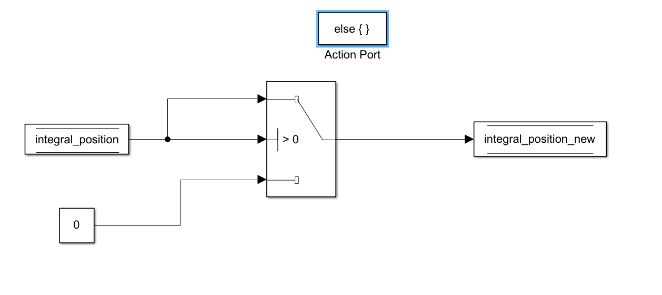 else { }
Action Port
integral_position
> 0
integral_position_new
0